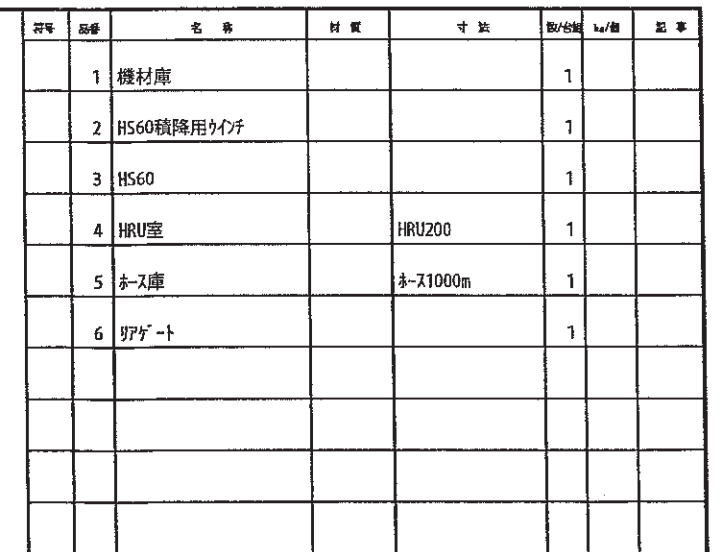 符号 品番 名 称 材 質 寸 法 数/台組 kg/個 記 事
1 機材庫 1
2 HS60積降用ｳｲﾝﾁ 1
3 HS60 1
4 HRU室 HRU200 1
5 ﾎｰｽ庫 ﾎｰｽ1000m 1
6 ﾘｱｹﾞｰﾄ 1